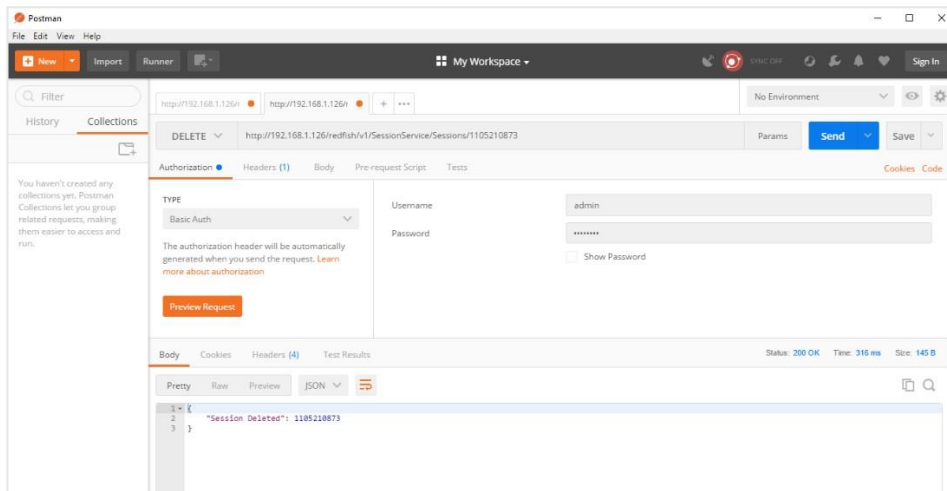 Postman
File Edit View Help
New Import Runner My Workspace SYNC OFF Sign In
Filter
History Collections
You haven't created any
collections yet. Postman
Collections let you group
related requests, making
them easier to access and
run.
http://192.168.1.126/r http://192.168.1.126/r + ••• No Environment
DELETE http://192.168.1.126/redfish/v1/SessionService/Sessions/1105210873 Params Send Save
Authorization Headers (1) Body Pre-request Script Tests Cookies Code
TYPE
Basic Auth
The authorization header will be automatically
generated when you send the request. Learn
more about authorization
Preview Request
Username admin
Password ••••••••
Show Password
Body Cookies Headers (4) Test Results Status: 200 OK Time: 316 ms Size: 145 B
Pretty Raw Preview JSON
1 {
2 "Session Deleted": 1105210873
3 }